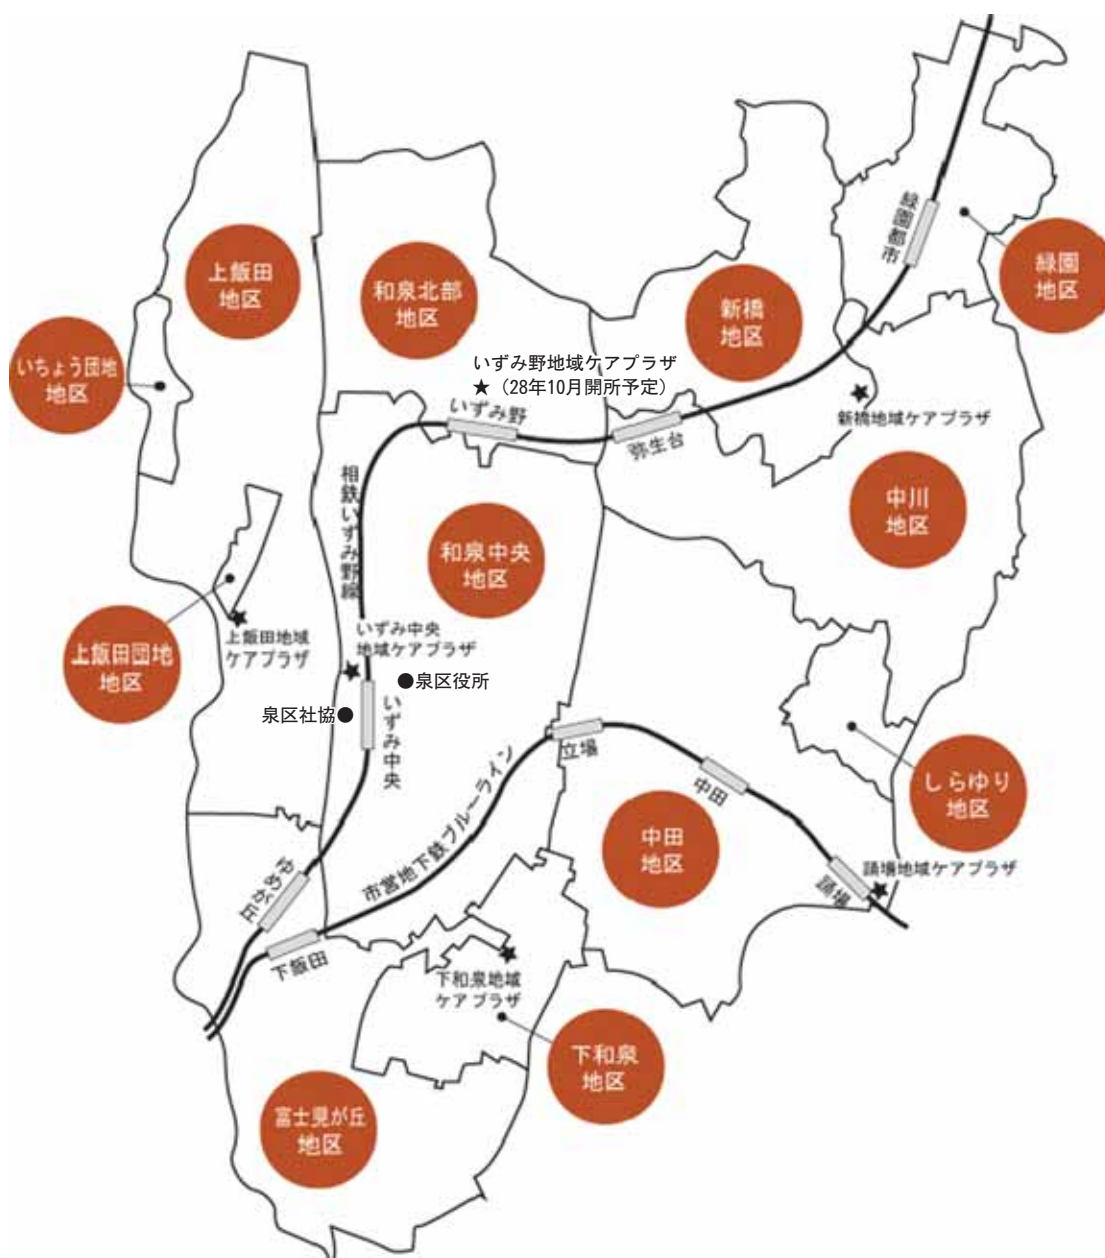 緑園都市
上飯田
地区
和泉北部
地区
新橋
地区
緑園
地区
いちょう団地
地区
いずみ野地域ケアプラザ
★（28年10月開所予定）
いずみ野
弥生台
★
新橋地域ケアプラザ
相鉄いずみ野線
中川
地区
和泉中央
地区
★
上飯田地域
ケアプラザ
上飯田団地
地区
いずみ中央
地域ケアプラザ
★
●泉区役所
泉区社協●
いずみ中央
立場
中田
しらゆり
地区
市営地下鉄ブルーライン
中田
地区
踊場地域ケアプラザ
★
踊場
ゆめが丘
下飯田
★
下和泉地域
ケアプラザ
下和泉
地区
富士見が丘
地区